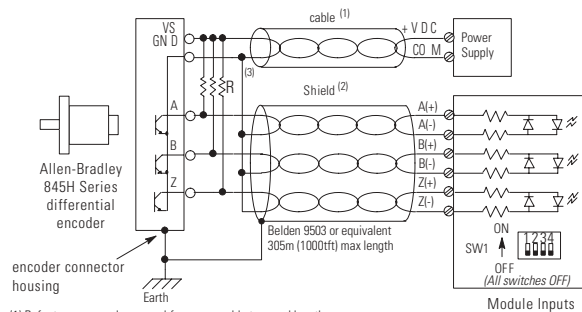 cable (1)
VS
GN D
+ V D C
CO M
Power
Supply
(3)
R
Shield (2)
A
B
Z
A(+)
A(-)
B(+)
B(-)
Z(+)
Z(-)
Allen-Bradley
845H Series
differential
encoder
Belden 9503 or equivalent
305m (1000tft) max length
encoder connector
housing
Earth
ON
SW1
1234
OFF
(All switches OFF)
Module Inputs